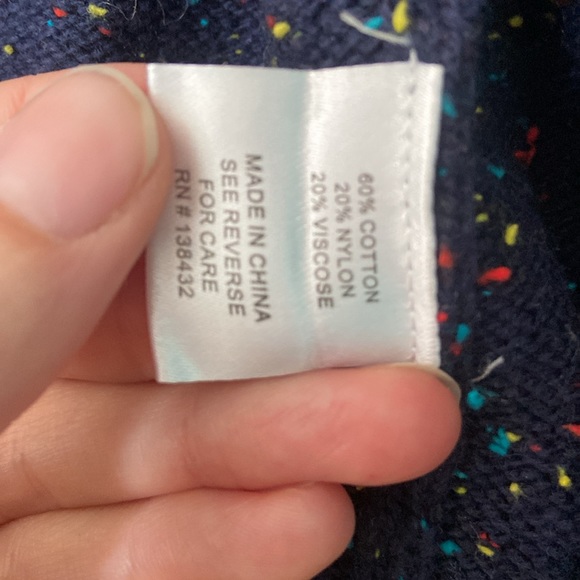 60% COTTON
20% NYLON
20% VISCOSE
MADE IN CHINA
SEE REVERSE
FOR CARE
RN # 138432